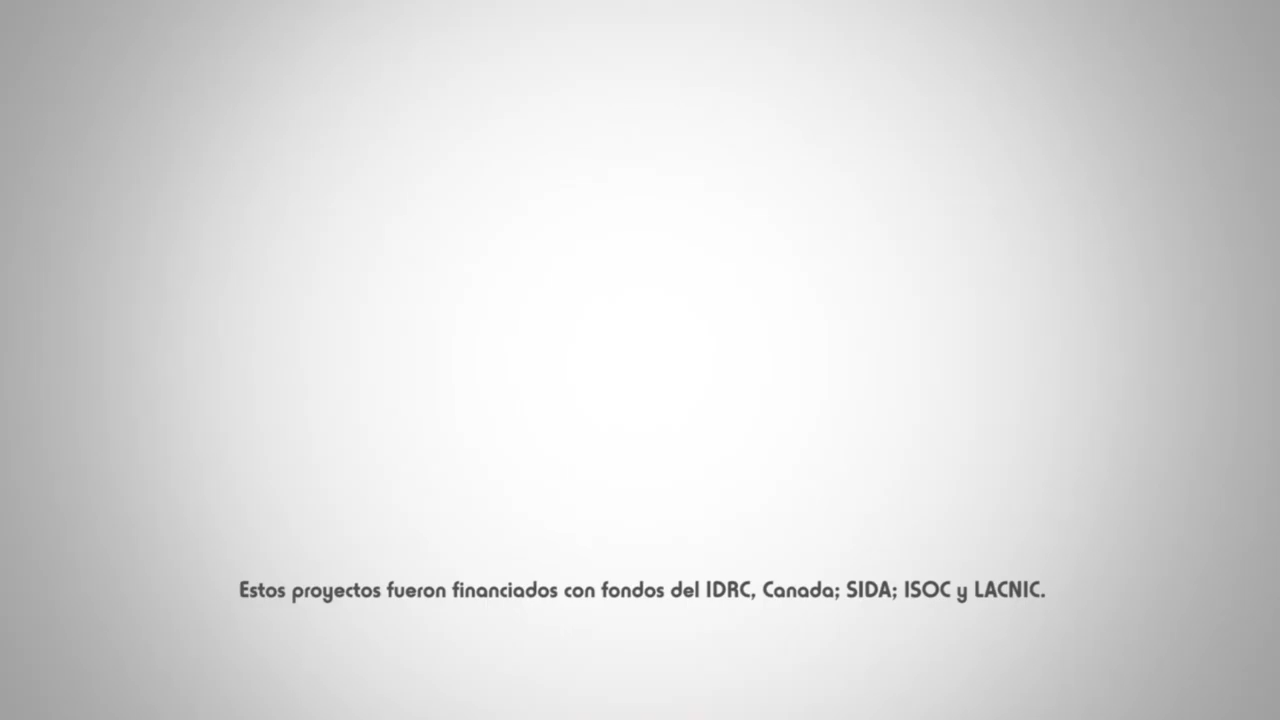 Estos proyectos fueron financiados con fondos del IDRC, Canada; SIDA; ISOC y LACNIC.